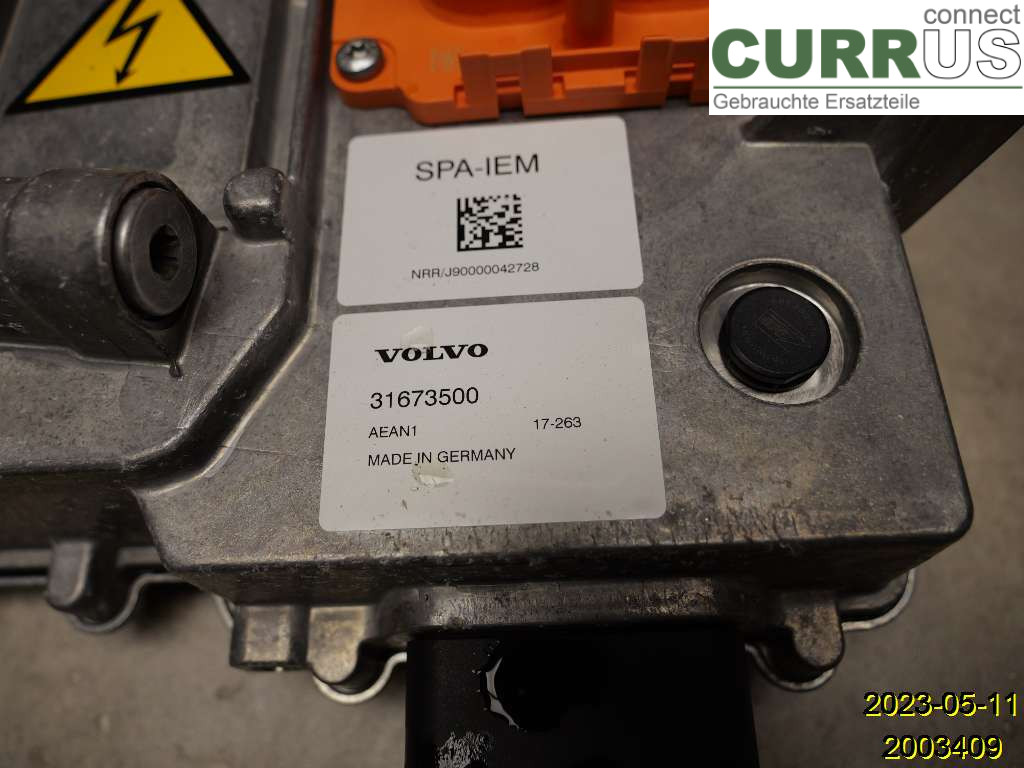 connect
CURRUS
Gebrauchte Ersatzteile
SPA-IEM
NRR/J90000042728
VOLVO
31673500
AEAN1 17-263
MADE IN GERMANY
2023-05-11
2003409